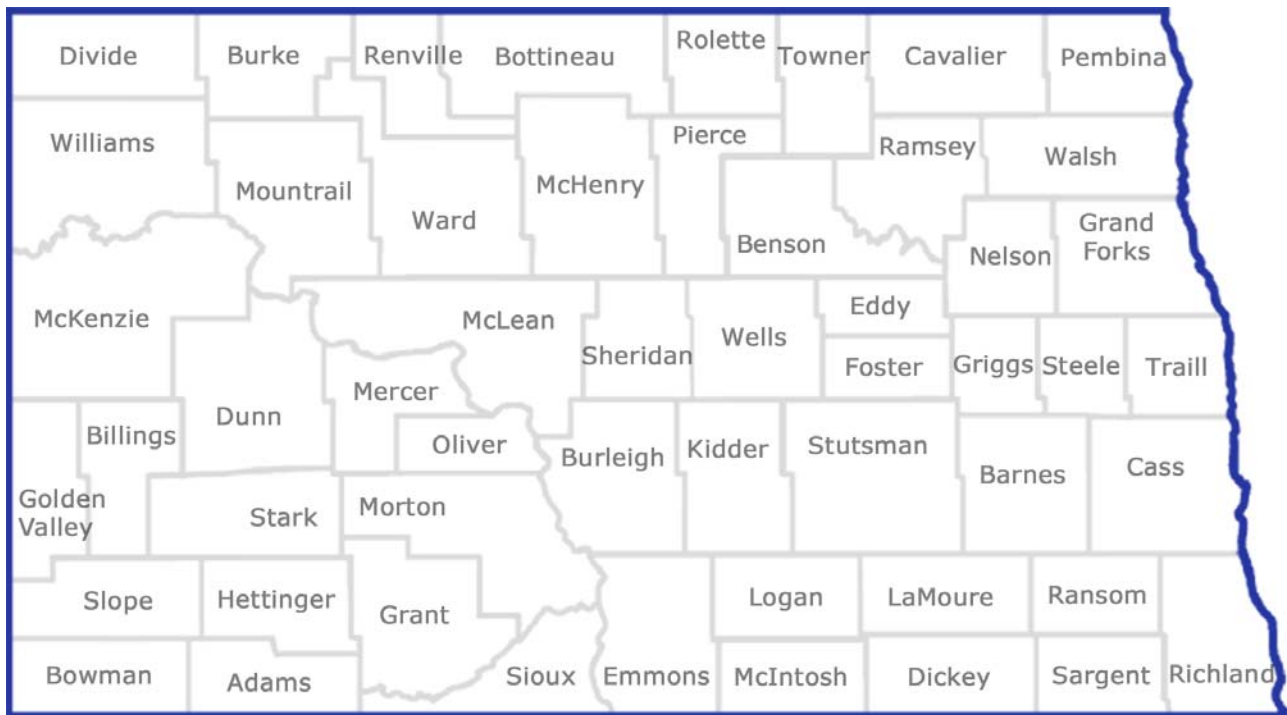 Divide
Burke
Renville
Bottineau
Rolette
Towner
Cavalier
Pembina
Williams
Mountrail
Ward
McHenry
Pierce
Ramsey
Walsh
Benson
Nelson
Grand
Forks
McKenzie
McLean
Sheridan
Wells
Eddy
Foster
Griggs
Steele
Traill
Dunn
Mercer
Oliver
Billings
Golden
Valley
Stark
Morton
Burleigh
Kidder
Stutsman
Barnes
Cass
Slope
Hettinger
Grant
Logan
LaMoure
Ransom
Bowman
Adams
Sioux
Emmons
McIntosh
Dickey
Sargent
Richland